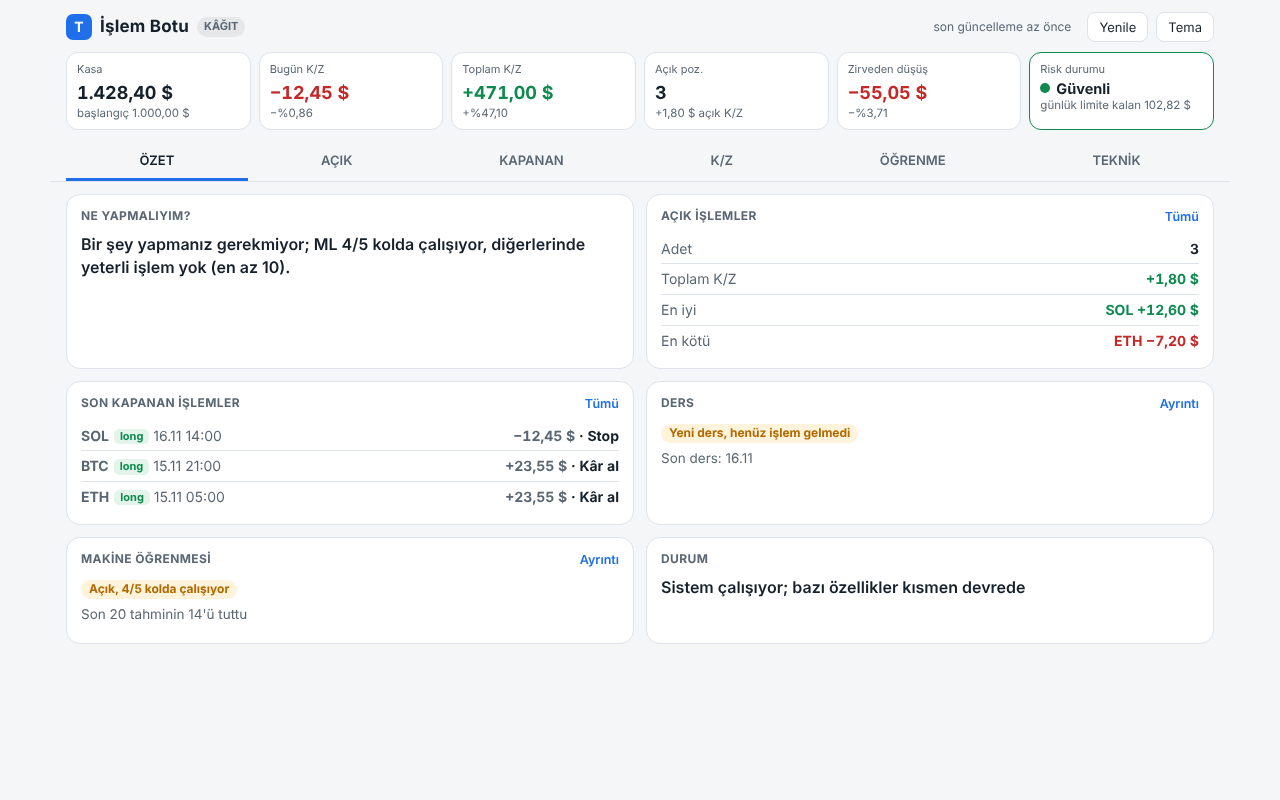 T İşlem Botu KÂĞIT
son güncelleme az önce Yenile Tema
Kasa
1.428,40 $
başlangıç 1.000,00 $
Bugün K/Z
−12,45 $
−%0,86
Toplam K/Z
+471,00 $
+%47,10
Açık poz.
3
+1,80 $ açık K/Z
Zirveden düşüş
−55,05 $
−%3,71
Risk durumu
Güvenli
günlük limite kalan 102,82 $
ÖZET AÇIK KAPANAN K/Z ÖĞRENME TEKNİK
NE YAPMALIYIM?
Bir şey yapmanız gerekmiyor; ML 4/5 kolda çalışıyor, diğerlerinde
yeterli işlem yok (en az 10).
AÇIK İŞLEMLER Tümü
Adet 3
Toplam K/Z +1,80 $
En iyi SOL +12,60 $
En kötü ETH −7,20 $
SON KAPANAN İŞLEMLER Tümü
SOL long 16.11 14:00 −12,45 $ · Stop
BTC long 15.11 21:00 +23,55 $ · Kâr al
ETH long 15.11 05:00 +23,55 $ · Kâr al
DERS Ayrıntı
Yeni ders, henüz işlem gelmedi
Son ders: 16.11
MAKİNE ÖĞRENMESİ Ayrıntı
Açık, 4/5 kolda çalışıyor
Son 20 tahminin 14'ü tuttu
DURUM
Sistem çalışıyor; bazı özellikler kısmen devrede